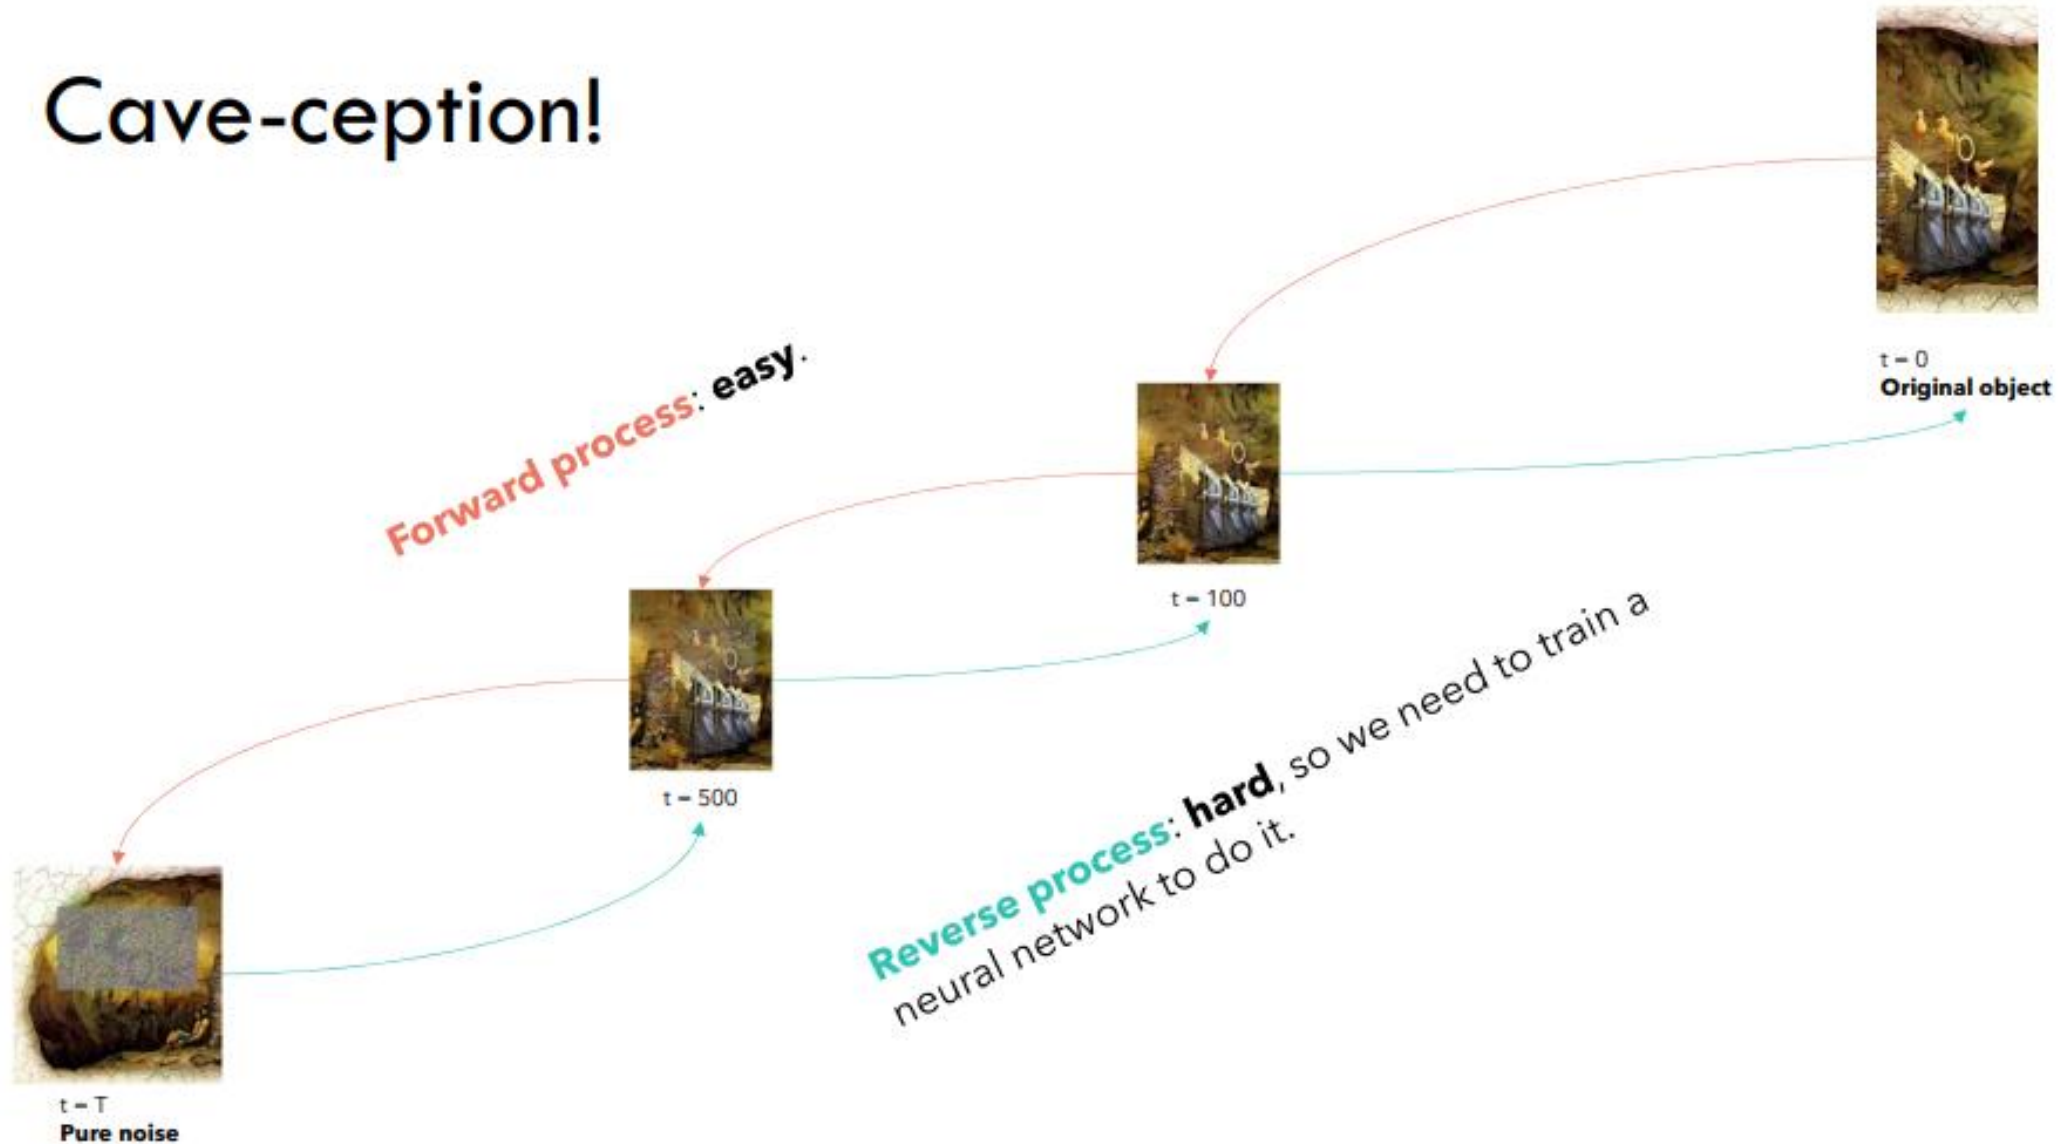 Cave-ception!
t = 0
Original object
Forward process: easy.
t = 100
t = 500
Reverse process: hard, so we need to train a
neural network to do it.
t = T
Pure noise